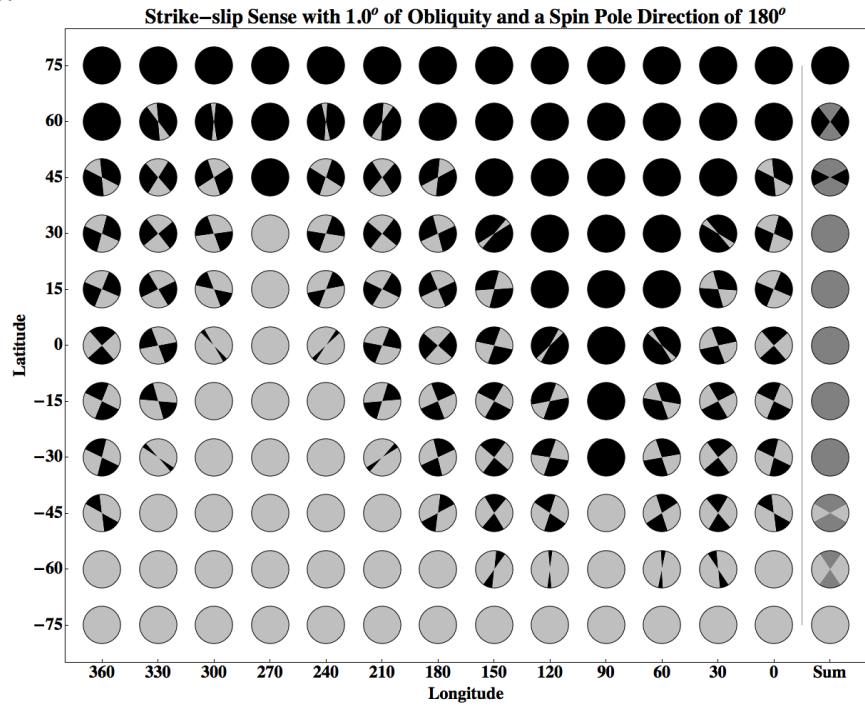 Strike–slip Sense with 1.0º of Obliquity and a Spin Pole Direction of 180º
75
60
45
30
15
0
−15
−30
−45
−60
−75
Latitude
360 330 300 270 240 210 180 150 120 90 60 30 0 Sum
Longitude